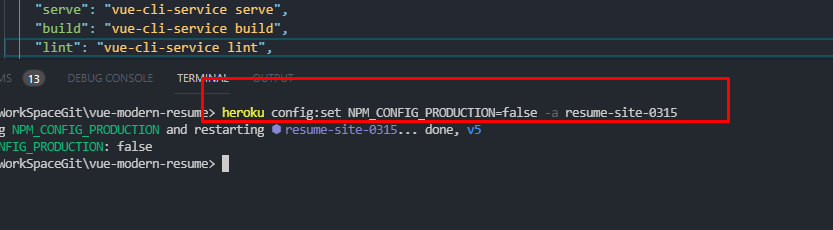 "serve": "vue-cli-service serve",
"build": "vue-cli-service build",
"lint": "vue-cli-service lint",
MS 13 DEBUG CONSOLE TERMINAL OUTPUT
WorkSpaceGit\vue-modern-resume> heroku config:set NPM_CONFIG_PRODUCTION=false -a resume-site-0315
g NPM_CONFIG_PRODUCTION and restarting ⬢ resume-site-0315... done, v5
NFIG_PRODUCTION: false
WorkSpaceGit\vue-modern-resume>